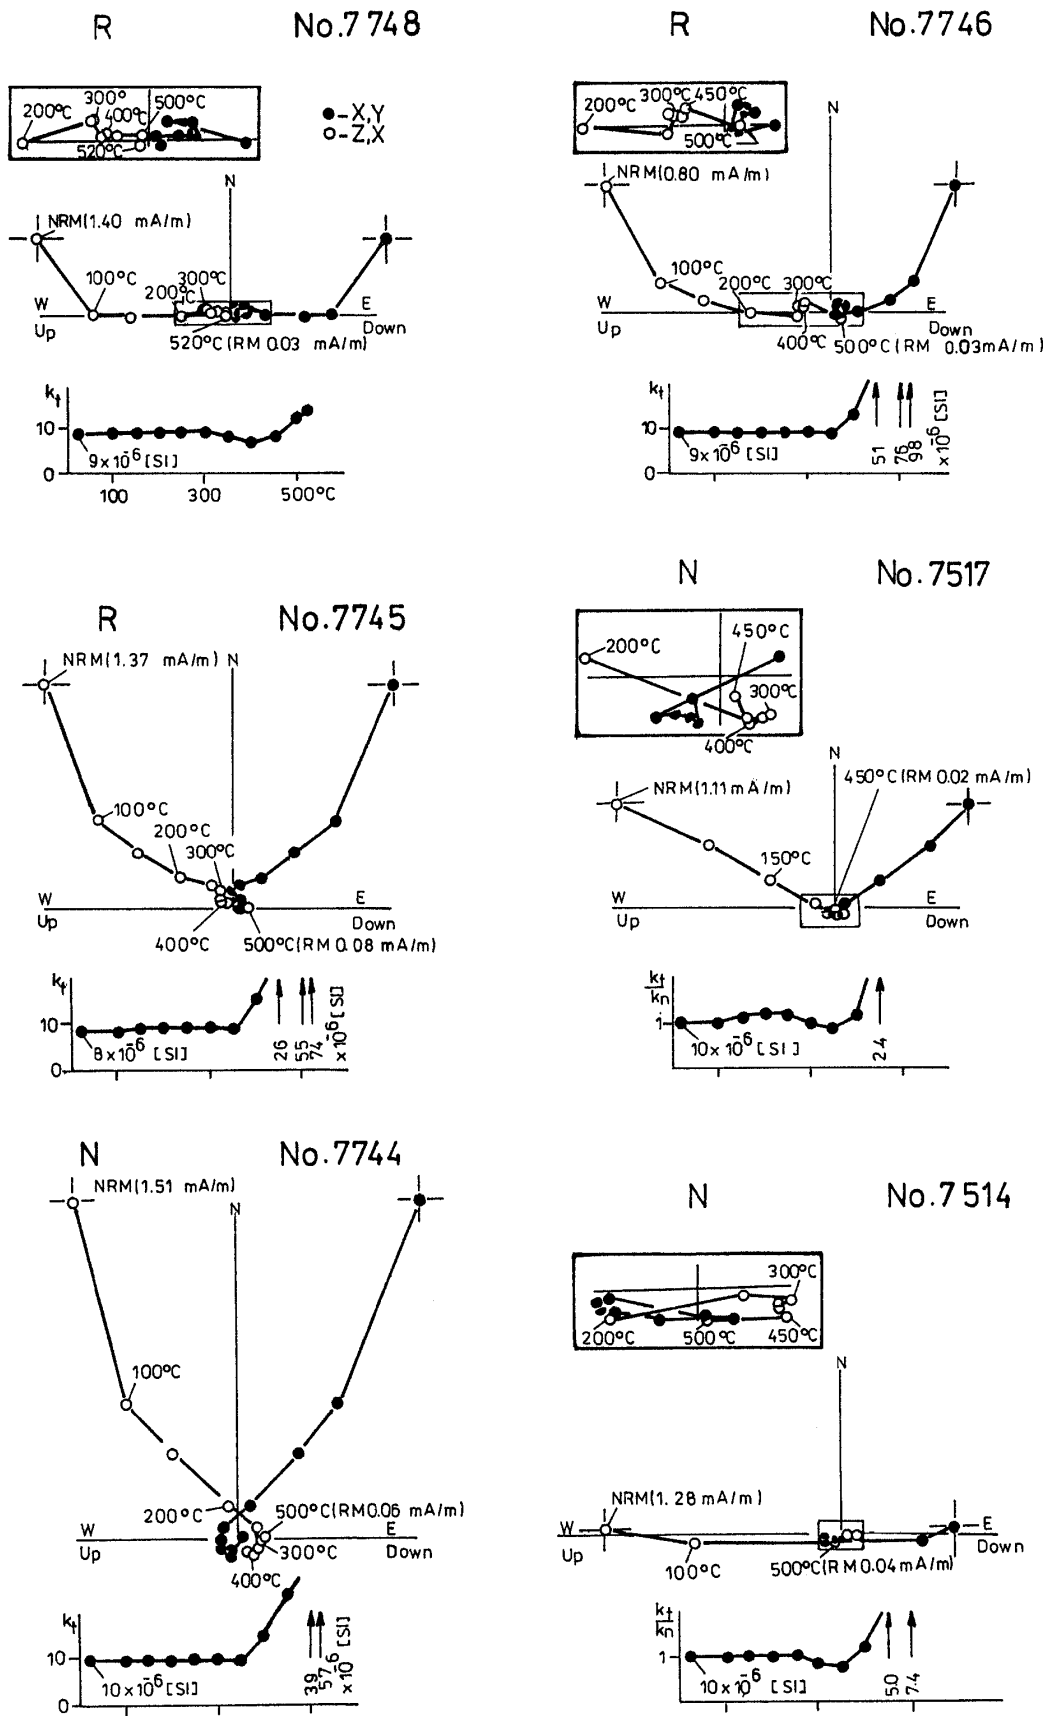 R No.7748
200°C 300° 400°C 500°C
520°C
●-X,Y
○-Z,X
N
NRM(1.40 mA/m)
100°C 200°C 300°C
W E
Up Down
520°C(RM 0.03 mA/m)
kt
10
9x10⁻⁶ [SI]
0
100 300 500°C
R No.7746
200°C 300°C 450°C
500°C
N
NRM(0.80 mA/m)
100°C 200°C 300°C
W E
Up Down
400°C 500°C(RM 0.03mA/m)
kt
10
9x10⁻⁶ [SI]
0
51 76 98 x10⁻⁶ [SI]
R No.7745
NRM(1.37 mA/m) N
100°C
200°C
300°C
W E
Up Down
400°C 500°C(RM 0.08 mA/m)
kt
10
8x10⁻⁶ [SI]
0
26 55 74 x10⁻⁶ [SI]
N No.7517
200°C 450°C
300°C
400°C
N
NRM(1.11 mA/m) 450°C(RM 0.02 mA/m)
150°C
W E
Up Down
kt
kn
1
10x10⁻⁶ [SI]
2.4
N No.7744
NRM(1.51 mA/m)
N
100°C
200°C 500°C(RM 0.06 mA/m)
W E
Up 300°C Down
400°C
kt
10
10x10⁻⁶ [SI]
0
39 57 x10⁻⁶ [SI]
N No.7514
300°C
200°C 500°C 450°C
N
NRM(1.28 mA/m)
W E
Up Down
100°C 500°C(RM 0.04 mA/m)
kt
kn
1
10x10⁻⁶ [SI]
5.0 7.4